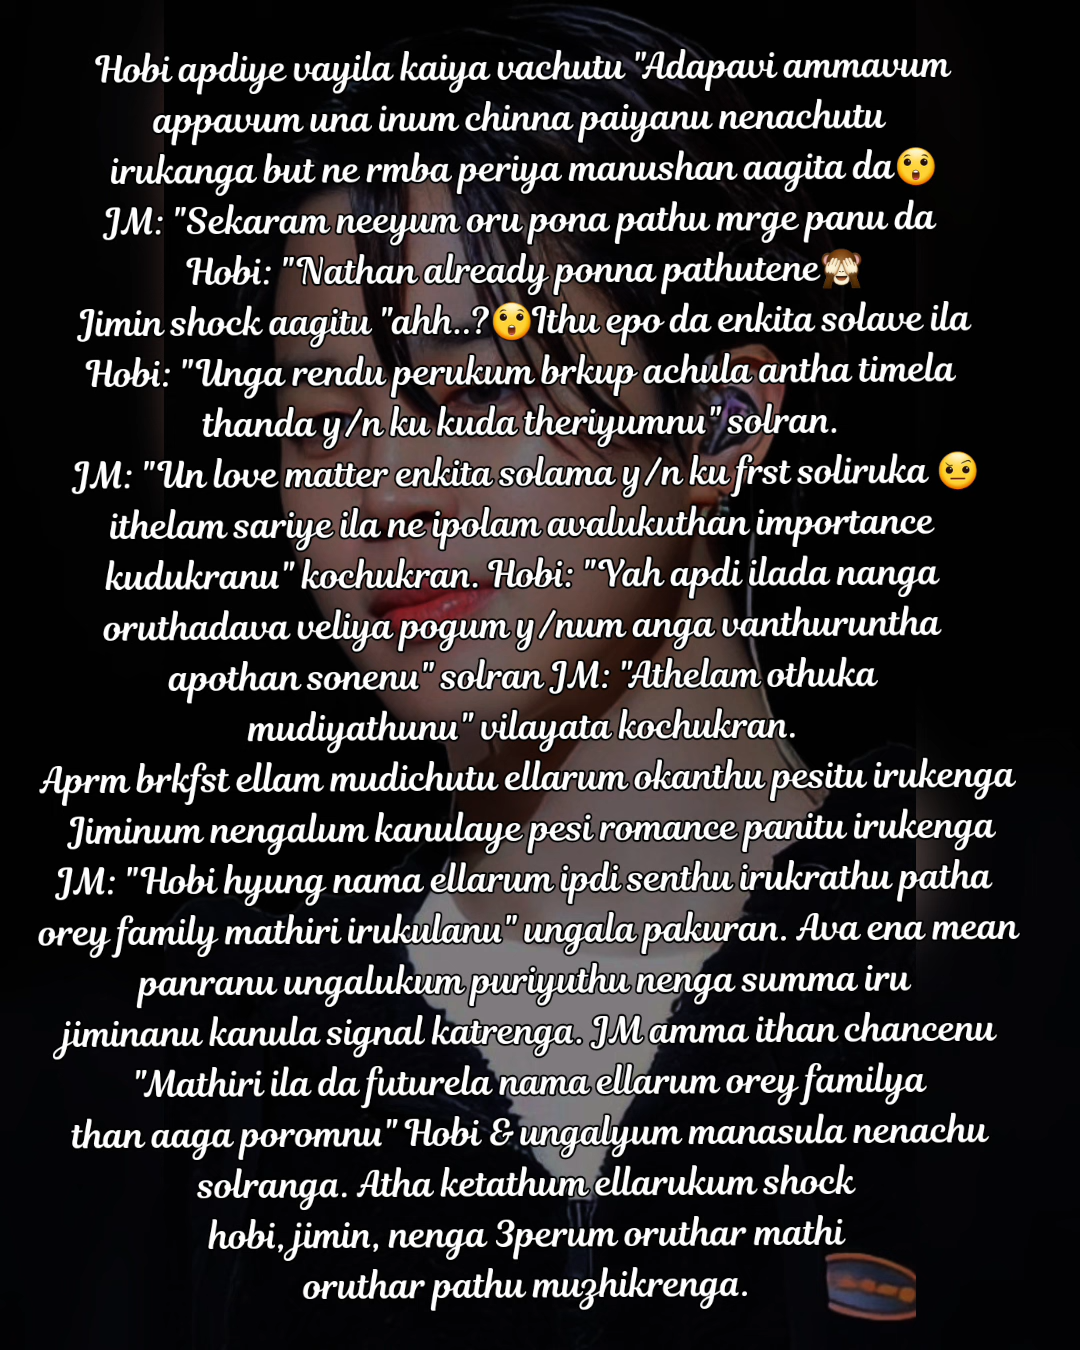 Hobi apdiye vayila kaiya vachutu "Adapavi ammavum
appavum una inum chinna paiyanu nenachutu
irukanga but ne rmba periya manushan aagita da😲
JM: "Sekaram neeyum oru pona pathu mrge panu da
Hobi: "Nathan already ponna pathutene🙈
Jimin shock aagitu "ahh..?😲Ithu epo da enkita solave ila
Hobi: "Unga rendu perukum brkup achula antha timela
thanda y/n ku kuda theriyumnu" solran.
JM: "Un love matter enkita solama y/n ku frst soliruka 🤨
ithelam sariye ila ne ipolam avalukuthan importance
kudukranu" kochukran. Hobi: "Yah apdi ilada nanga
oruthadava veliya pogum y/num anga vanthuruntha
apothan sonenu" solran JM: "Athelam othuka
mudiyathunu" vilayata kochukran.
Aprm brkfst ellam mudichutu ellarum okanthu pesitu irukenga
Jiminum nengalum kanulaye pesi romance panitu irukenga
JM: "Hobi hyung nama ellarum ipdi senthu irukrathu patha
orey family mathiri irukulanu" ungala pakuran. Ava ena mean
panranu ungalukum puriyuthu nenga summa iru
jiminanu kanula signal katrenga. JM amma ithan chancenu
"Mathiri ila da futurela nama ellarum orey familya
than aaga poromnu" Hobi & ungalyum manasula nenachu
solranga. Atha ketathum ellarukum shock
hobi, jimin, nenga 3perum oruthar mathi
oruthar pathu muzhikrenga.